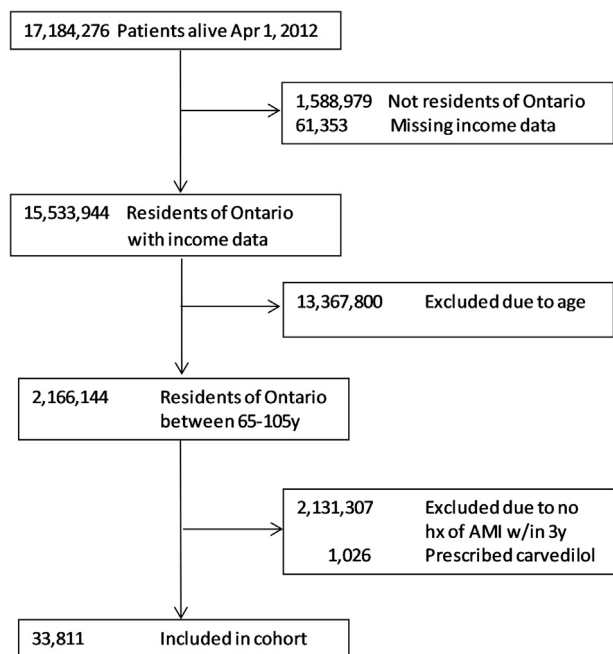 17,184,276 Patients alive Apr 1, 2012
1,588,979 Not residents of Ontario
61,353 Missing income data
15,533,944 Residents of Ontario
with income data
13,367,800 Excluded due to age
2,166,144 Residents of Ontario
between 65-105y
2,131,307 Excluded due to no
hx of AMI w/in 3y
1,026 Prescribed carvedilol
33,811 Included in cohort